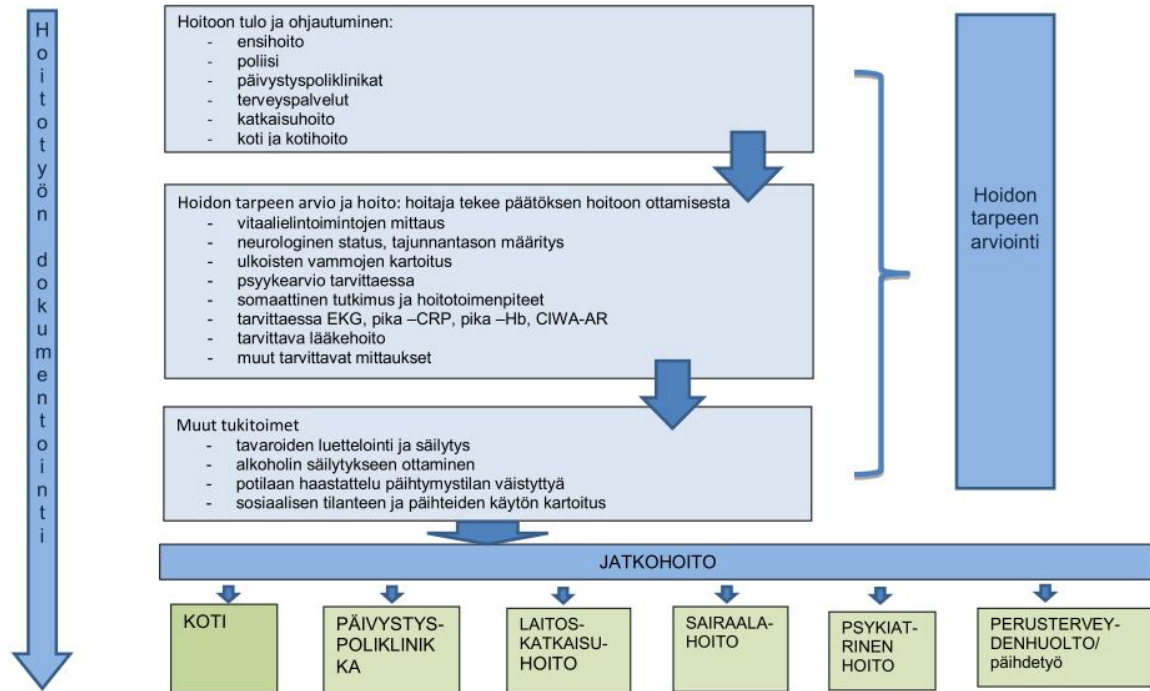 Hoitotyön dokumentointi
Hoitoon tulo ja ohjautuminen:
- ensihoito
- poliisi
- päivystyspoliklinikat
- terveyspalvelut
- katkaisuhoito
- koti ja kotihoito
Hoidon tarpeen arvio ja hoito: hoitaja tekee päätöksen hoitoon ottamisesta
- vitaalielintoimintojen mittaus
- neurologinen status, tajunnantason määritys
- ulkoisten vammojen kartoitus
- psyykearvio tarvittaessa
- somaattinen tutkimus ja hoitotoimenpiteet
- tarvittaessa EKG, pika –CRP, pika –Hb, CIWA-AR
- tarvittava lääkehoito
- muut tarvittavat mittaukset
Muut tukitoimet
- tavaroiden luettelointi ja säilytys
- alkoholin säilytykseen ottaminen
- potilaan haastattelu päihtymystilan väistyttyä
- sosiaalisen tilanteen ja päihteiden käytön kartoitus
Hoidon
tarpeen
arviointi
JATKOHOITO
KOTI
PÄIVYSTYS-
POLIKLINIK
KA
LAITOS-
KATKAISU-
HOITO
SAIRAALA-
HOITO
PSYKIAT-
RINEN
HOITO
PERUSTERVEY-
DENHUOLTO/
päihdetyö